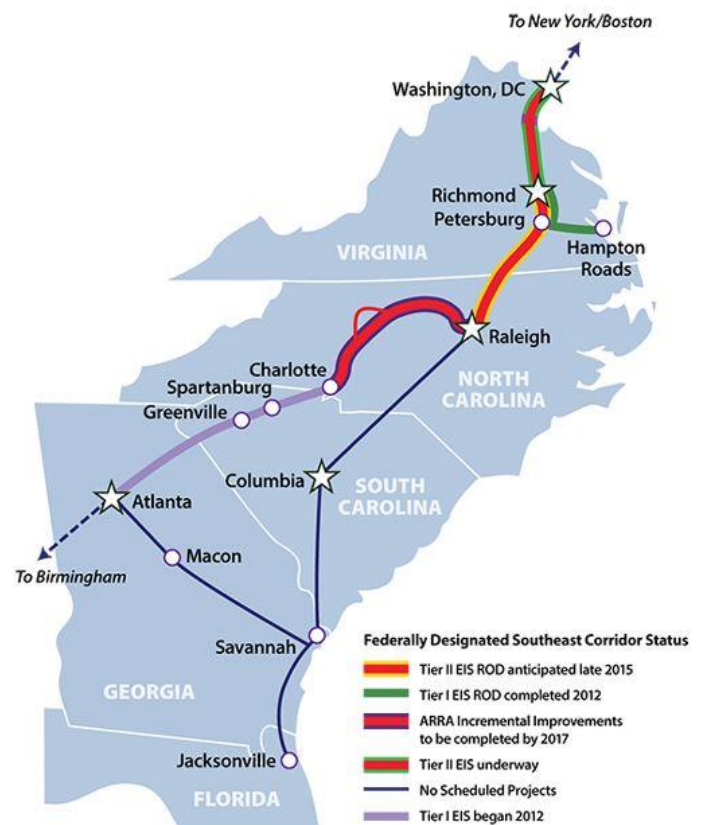 To New York/Boston
Washington, DC
Richmond
Petersburg
Hampton
Roads
VIRGINIA
Raleigh
Charlotte
NORTH
CAROLINA
Spartanburg
Greenville
Columbia
SOUTH
CAROLINA
Atlanta
Macon
To Birmingham
Savannah
GEORGIA
Jacksonville
FLORIDA
Federally Designated Southeast Corridor Status
Tier II EIS ROD anticipated late 2015
Tier I EIS ROD completed 2012
ARRA Incremental Improvements
to be completed by 2017
Tier II EIS underway
No Scheduled Projects
Tier I EIS began 2012